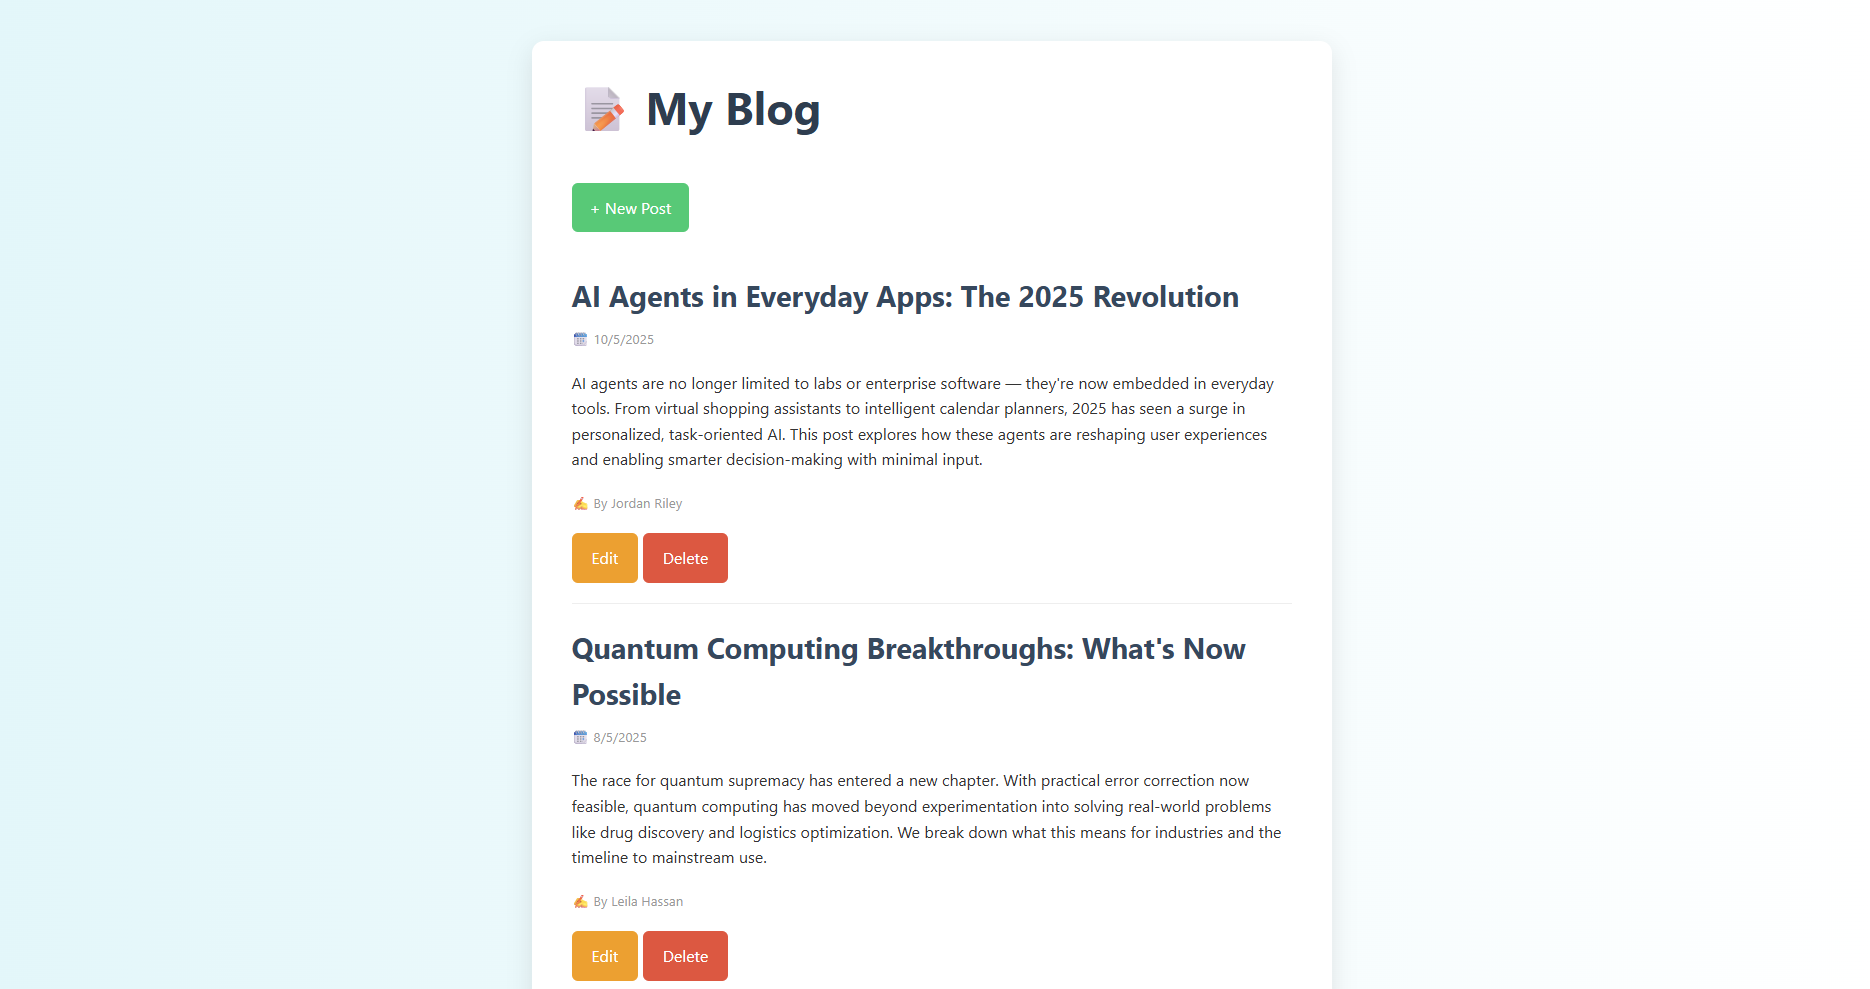 My Blog
+ New Post
AI Agents in Everyday Apps: The 2025 Revolution
10/5/2025
AI agents are no longer limited to labs or enterprise software — they're now embedded in everyday
tools. From virtual shopping assistants to intelligent calendar planners, 2025 has seen a surge in
personalized, task-oriented AI. This post explores how these agents are reshaping user experiences
and enabling smarter decision-making with minimal input.
✍️ By Jordan Riley
Edit Delete
Quantum Computing Breakthroughs: What's Now
Possible
8/5/2025
The race for quantum supremacy has entered a new chapter. With practical error correction now
feasible, quantum computing has moved beyond experimentation into solving real-world problems
like drug discovery and logistics optimization. We break down what this means for industries and the
timeline to mainstream use.
✍️ By Leila Hassan
Edit Delete